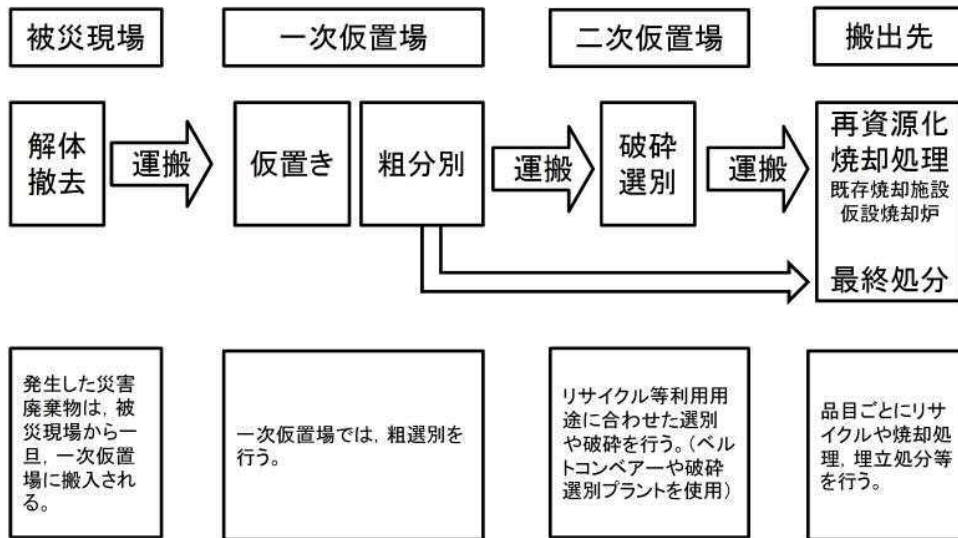 被災現場
一次仮置場
二次仮置場
搬出先
解体
撤去
運搬
仮置き
粗分別
運搬
破砕
選別
運搬
再資源化
焼却処理
既存焼却施設
仮設焼却炉
最終処分
発生した災害
廃棄物は，被
災現場から一
旦，一次仮置
場に搬入され
る。
一次仮置場では，粗選別を
行う。
リサイクル等利用用
途に合わせた選別
や破砕を行う。（ベル
トコンベアーや破砕
選別プラントを使用）
品目ごとにリサ
イクルや焼却処
理，埋立処分等
を行う。